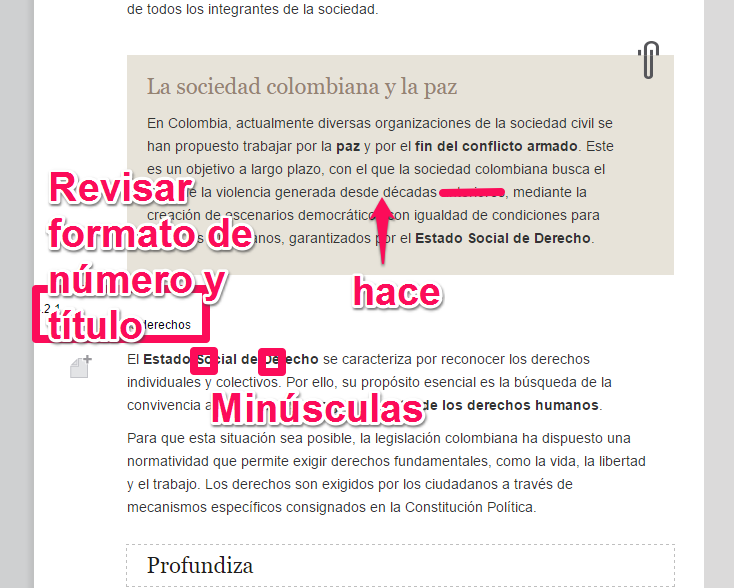 de todos los integrantes de la sociedad.
La sociedad colombiana y la paz
En Colombia, actualmente diversas organizaciones de la sociedad civil se
han propuesto trabajar por la paz y por el fin del conflicto armado. Este
es un objetivo a largo plazo, con el que la sociedad colombiana busca el
de la violencia generada desde décadas , mediante la
creación de escenarios democráticos con igualdad de condiciones para
garantizados por el Estado Social de Derecho.
Revisar
formato de
número y
título
hace
derechos
El Estado Social de Derecho se caracteriza por reconocer los derechos
individuales y colectivos. Por ello, su propósito esencial es la búsqueda de la
convivencia de los derechos humanos.
Minúsculas
Para que esta situación sea posible, la legislación colombiana ha dispuesto una
normatividad que permite exigir derechos fundamentales, como la vida, la libertad
y el trabajo. Los derechos son exigidos por los ciudadanos a través de
mecanismos específicos consignados en la Constitución Política.
Profundiza